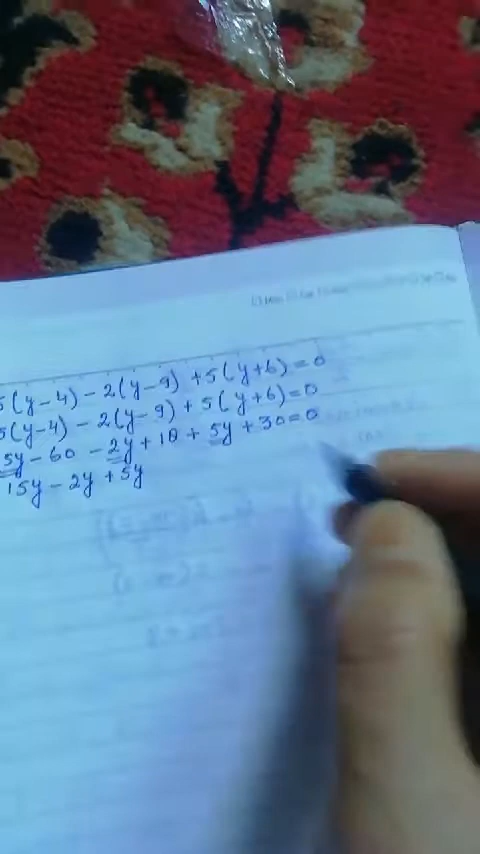 5(y-4) - 2(y-9) + 5(y+6) = 0
5(y-4) - 2(y-9) + 5(y+6) = 0
5y - 60 - 2y + 18 + 5y + 30 = 0
15y - 2y + 5y